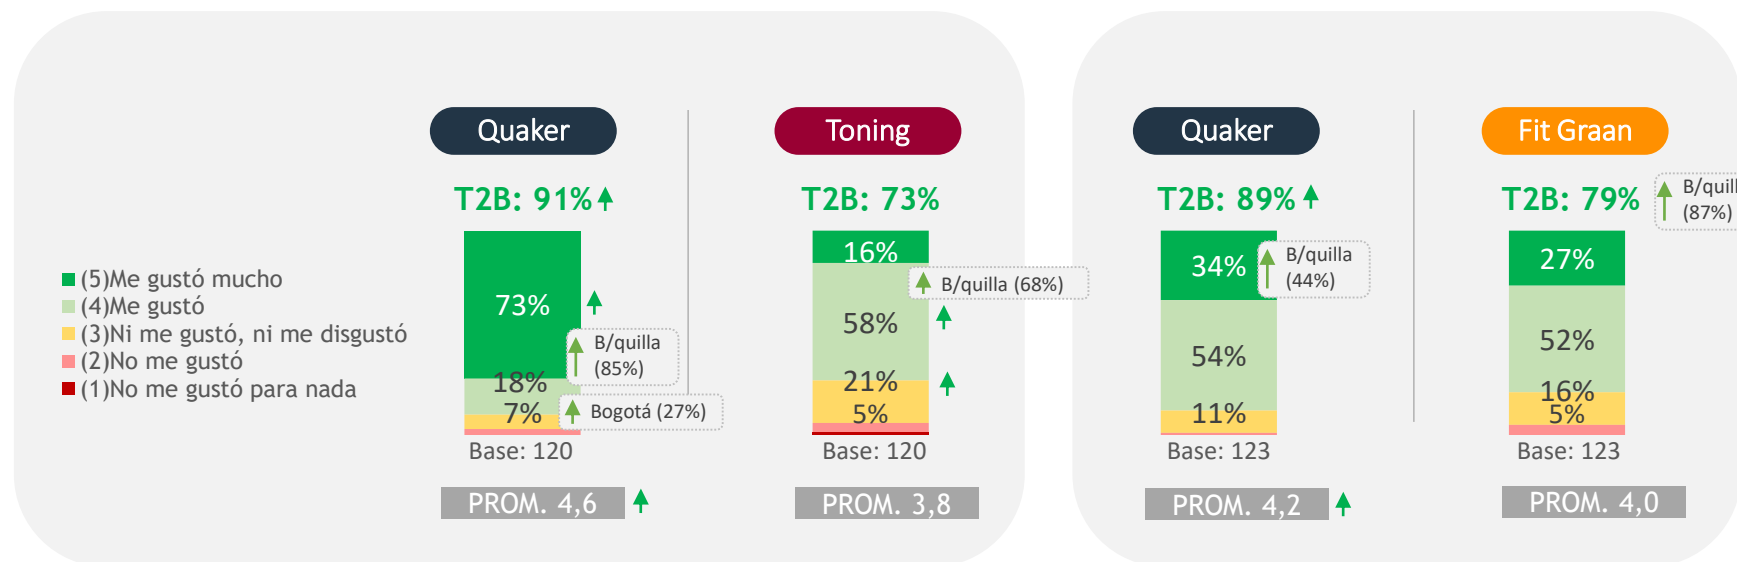 Quaker
Toning
Quaker
Fit Graan
T2B: 91%
T2B: 73%
T2B: 89%
T2B: 79%
B/quill
(87%)
(5)Me gustó mucho
(4)Me gustó
(3)Ni me gustó, ni me disgustó
(2)No me gustó
(1)No me gustó para nada
73%
18%
7%
B/quilla
(85%)
Bogotá (27%)
Base: 120
PROM. 4,6
16%
58%
21%
5%
B/quilla (68%)
Base: 120
PROM. 3,8
34%
54%
11%
B/quilla
(44%)
Base: 123
PROM. 4,2
27%
52%
16%
5%
Base: 123
PROM. 4,0